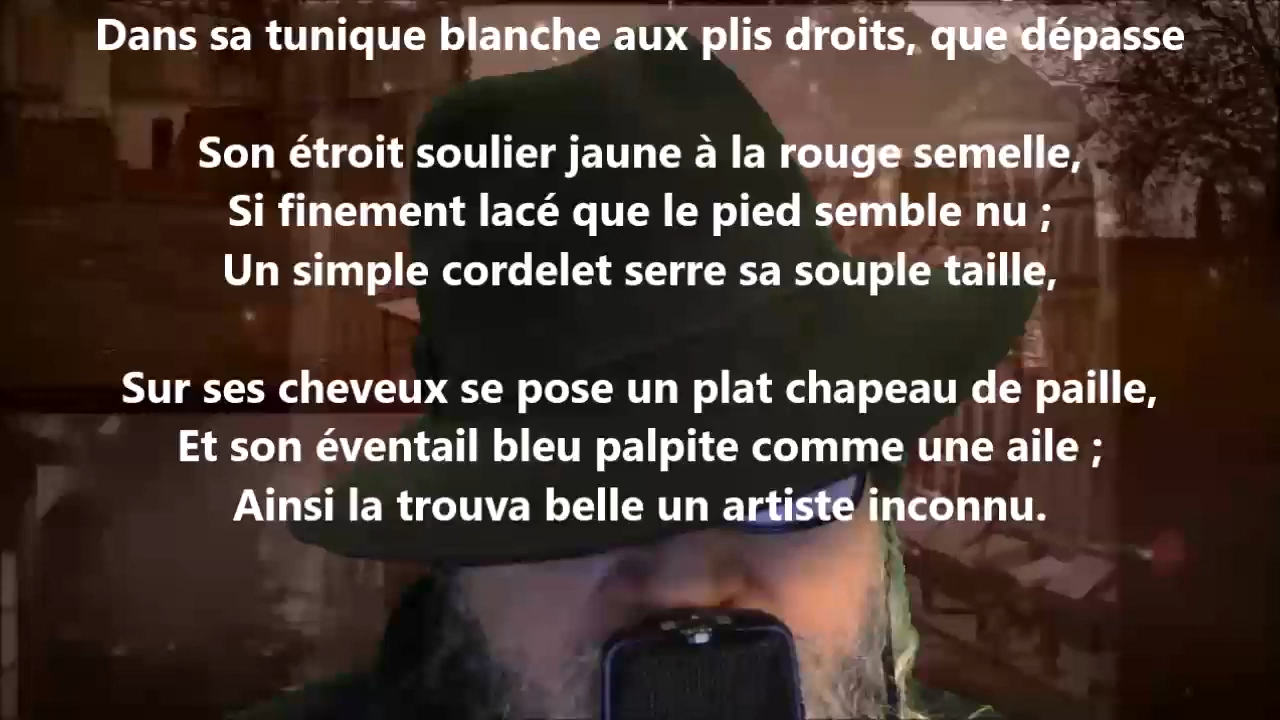 Dans sa tunique blanche aux plis droits, que dépasse
Son étroit soulier jaune à la rouge semelle,
Si finement lacé que le pied semble nu ;
Un simple cordelet serre sa souple taille,
Sur ses cheveux se pose un plat chapeau de paille,
Et son éventail bleu palpite comme une aile ;
Ainsi la trouva belle un artiste inconnu.